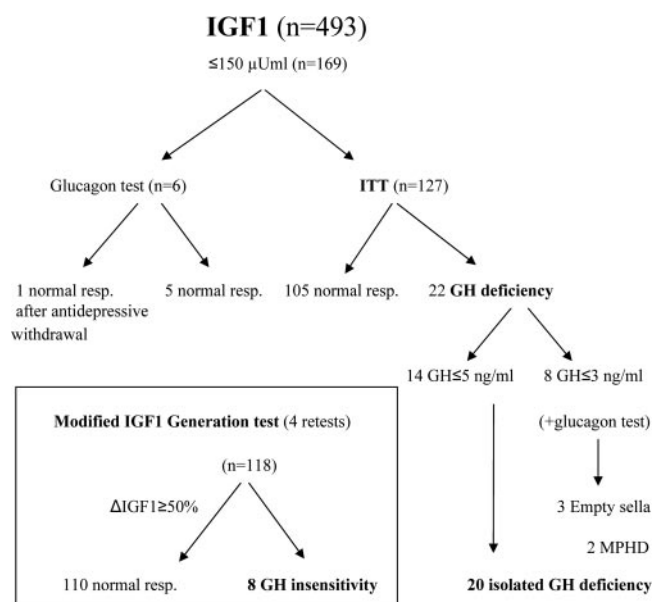 IGF1 (n=493)
≤150 µUml (n=169)
Glucagon test (n=6)
ITT (n=127)
1 normal resp.
after antidepressive
withdrawal
5 normal resp.
105 normal resp.
22 GH deficiency
14 GH≤5 ng/ml
8 GH≤3 ng/ml
(+glucagon test)
3 Empty sella
2 MPHD
20 isolated GH deficiency
Modified IGF1 Generation test (4 retests)
(n=118)
ΔIGF1≥50%
110 normal resp.
8 GH insensitivity